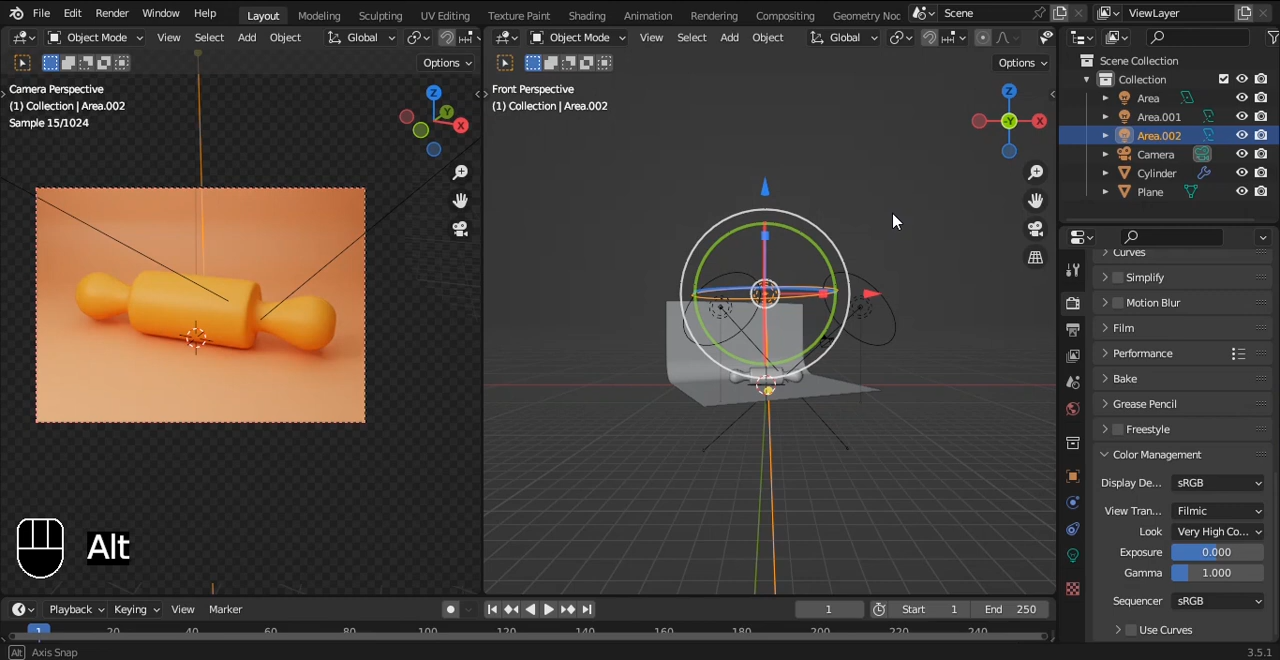 File Edit Render Window Help Layout Modeling Sculpting UV Editing Texture Paint Shading Animation Rendering Compositing Geometry Noc Scene ViewLayer
Object Mode View Select Add Object Global
Object Mode View Select Add Object Global
Options
Options
Camera Perspective
(1) Collection | Area.002
Sample 15/1024
Z
Y
X
Front Perspective
(1) Collection | Area.002
Z
-Y
X
Scene Collection
Collection
Area
Area.001
Area.002
Camera
Cylinder
Plane
Curves
Simplify
Motion Blur
Film
Performance
Bake
Grease Pencil
Freestyle
Color Management
Display De... sRGB
View Tran... Filmic
Look Very High Co...
Exposure 0.000
Gamma 1.000
Sequencer sRGB
Use Curves
Alt
Playback Keying View Marker 1 Start 1 End 250
1 20 40 60 80 100 120 140 160 180 200 220 240
Alt Axis Snap 3.5.1